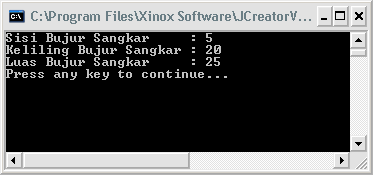 C:\Program Files\Xinox Software\JCreatorV...
Sisi Bujur Sangkar     : 5
Keliling Bujur Sangkar : 20
Luas Bujur Sangkar     : 25
Press any key to continue...